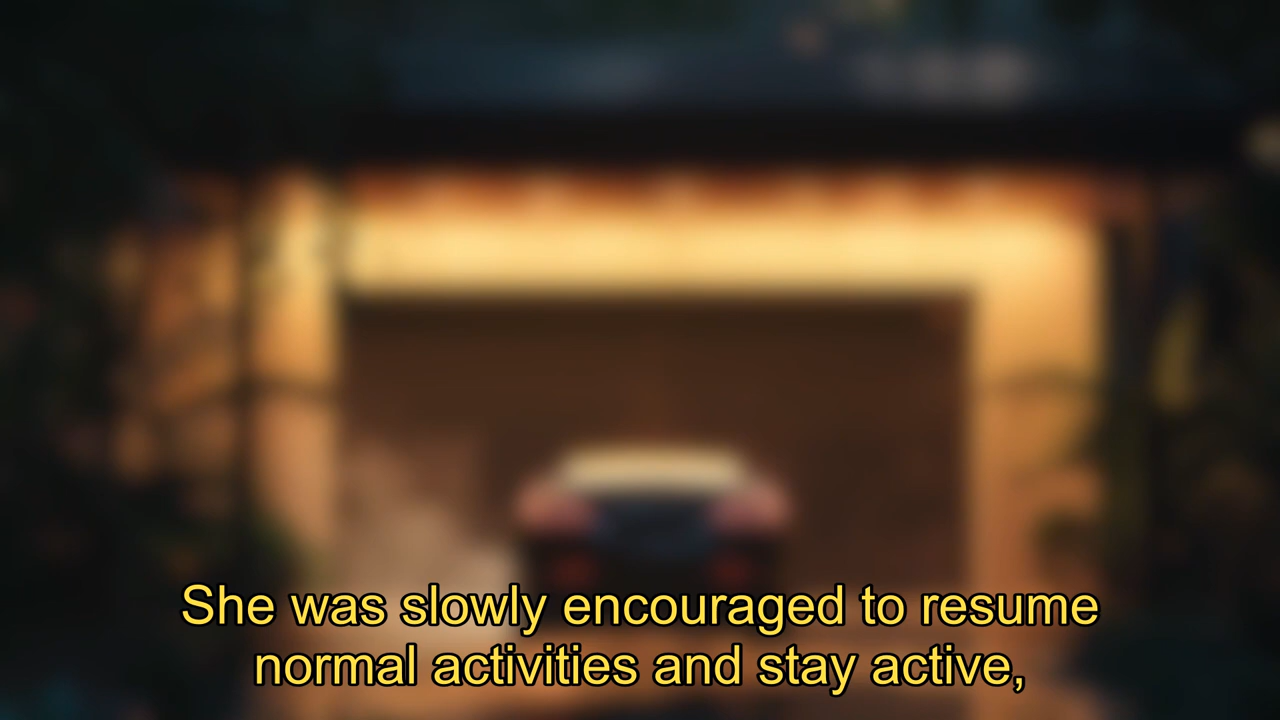 She was slowly encouraged to resume
normal activities and stay active,